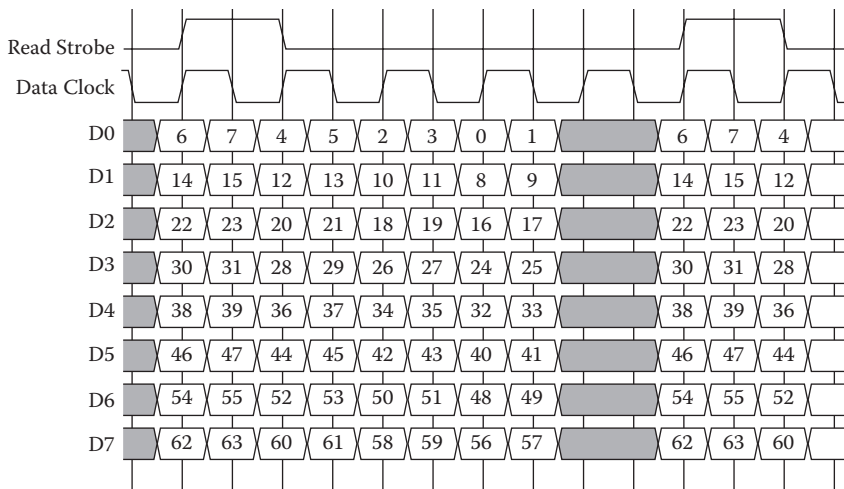 Read Strobe
Data Clock
D0 6 7 4 5 2 3 0 1 6 7 4
D1 14 15 12 13 10 11 8 9 14 15 12
D2 22 23 20 21 18 19 16 17 22 23 20
D3 30 31 28 29 26 27 24 25 30 31 28
D4 38 39 36 37 34 35 32 33 38 39 36
D5 46 47 44 45 42 43 40 41 46 47 44
D6 54 55 52 53 50 51 48 49 54 55 52
D7 62 63 60 61 58 59 56 57 62 63 60